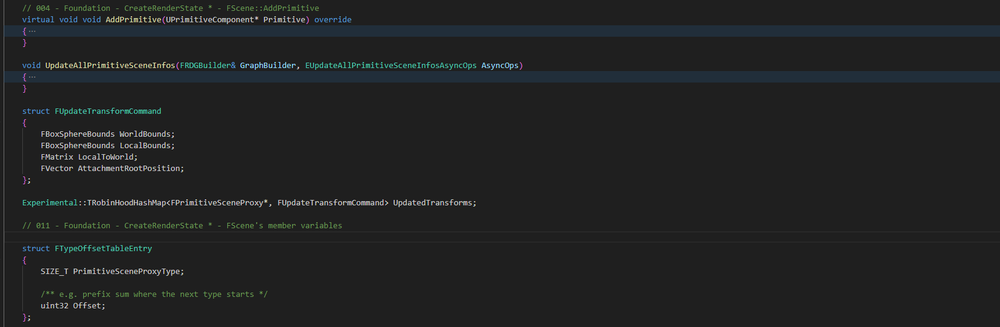 // 004 - Foundation - CreateRenderState * - FScene::AddPrimitive
virtual void void AddPrimitive(UPrimitiveComponent* Primitive) override
{ ···
}
void UpdateAllPrimitiveSceneInfos(FRDGBuilder& GraphBuilder, EUpdateAllPrimitiveSceneInfosAsyncOps AsyncOps)
{ ···
}
struct FUpdateTransformCommand
{
FBoxSphereBounds WorldBounds;
FBoxSphereBounds LocalBounds;
FMatrix LocalToWorld;
FVector AttachmentRootPosition;
};
Experimental::TRobinHoodHashMap<FPrimitiveSceneProxy*, FUpdateTransformCommand> UpdatedTransforms;
// 011 - Foundation - CreateRenderState * - FScene's member variables
struct FTypeOffsetTableEntry
{
SIZE_T PrimitiveSceneProxyType;
/** e.g. prefix sum where the next type starts */
uint32 Offset;
};